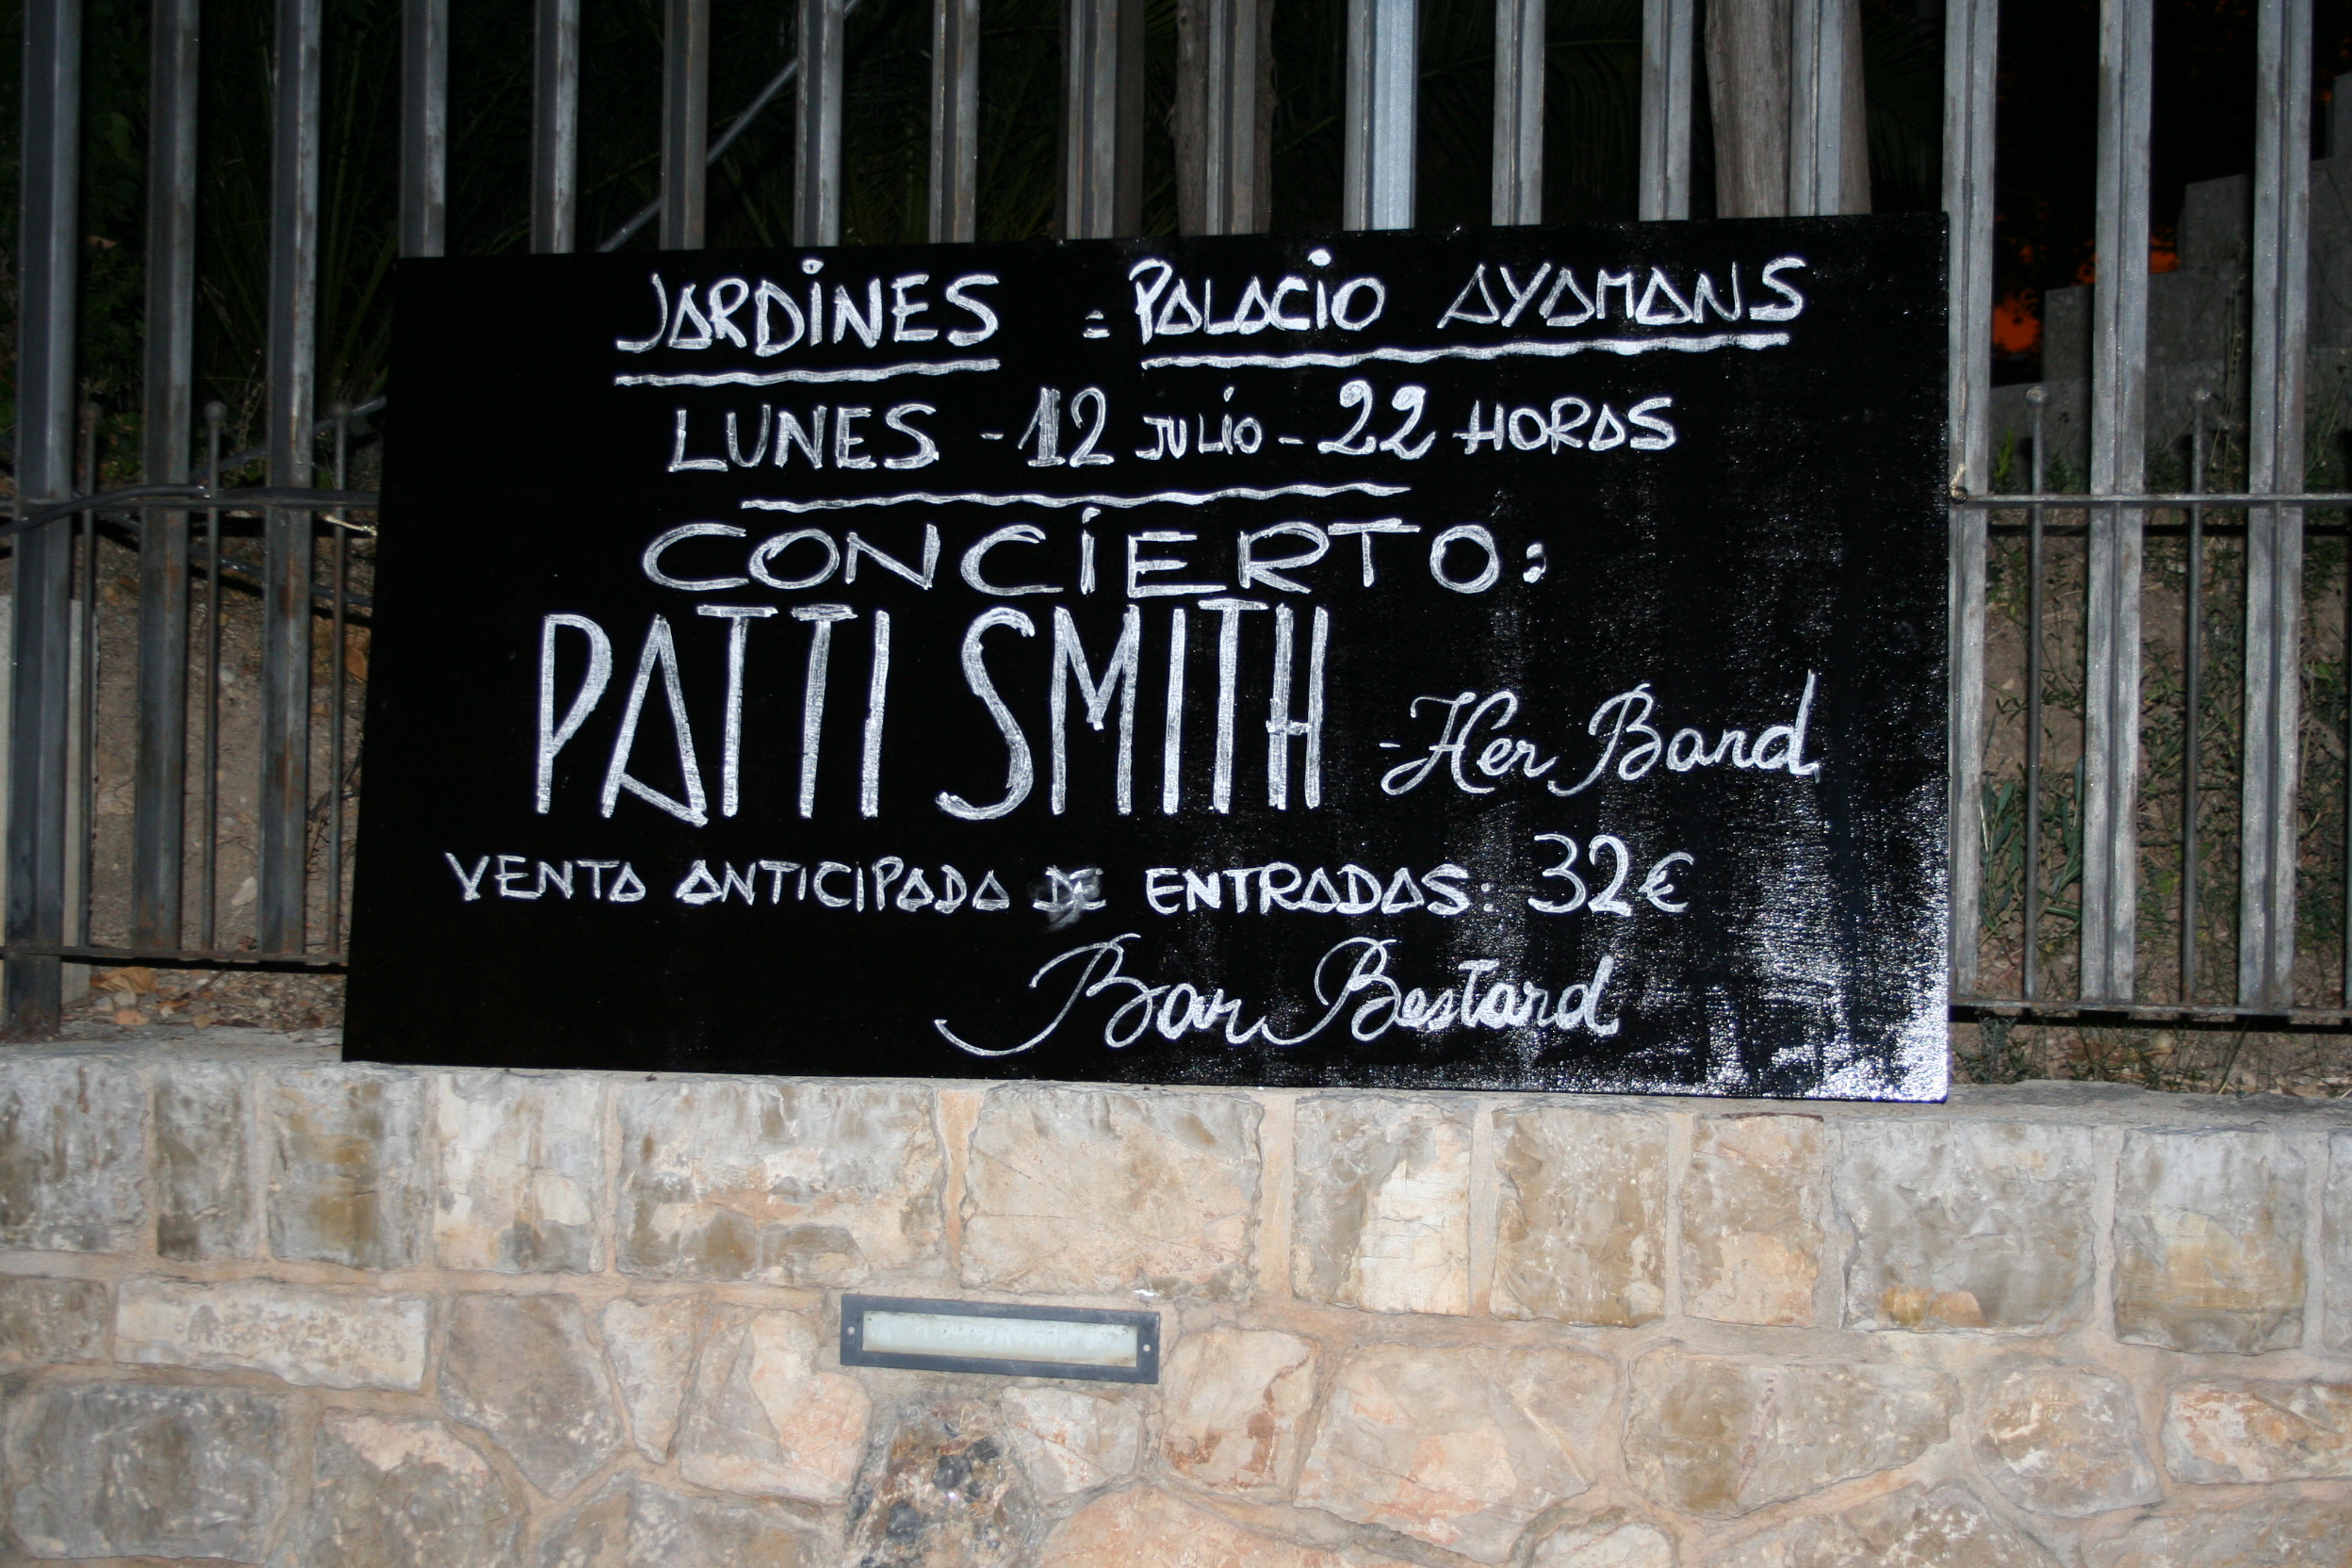 JARDINES = PALACIO AYAMANS
LUNES - 12 JULIO - 22 HORAS
CONCIERTO:
PATTI SMITH - Her Band
VENTA ANTICIPADA DE ENTRADAS: 32€
Bar Bestard